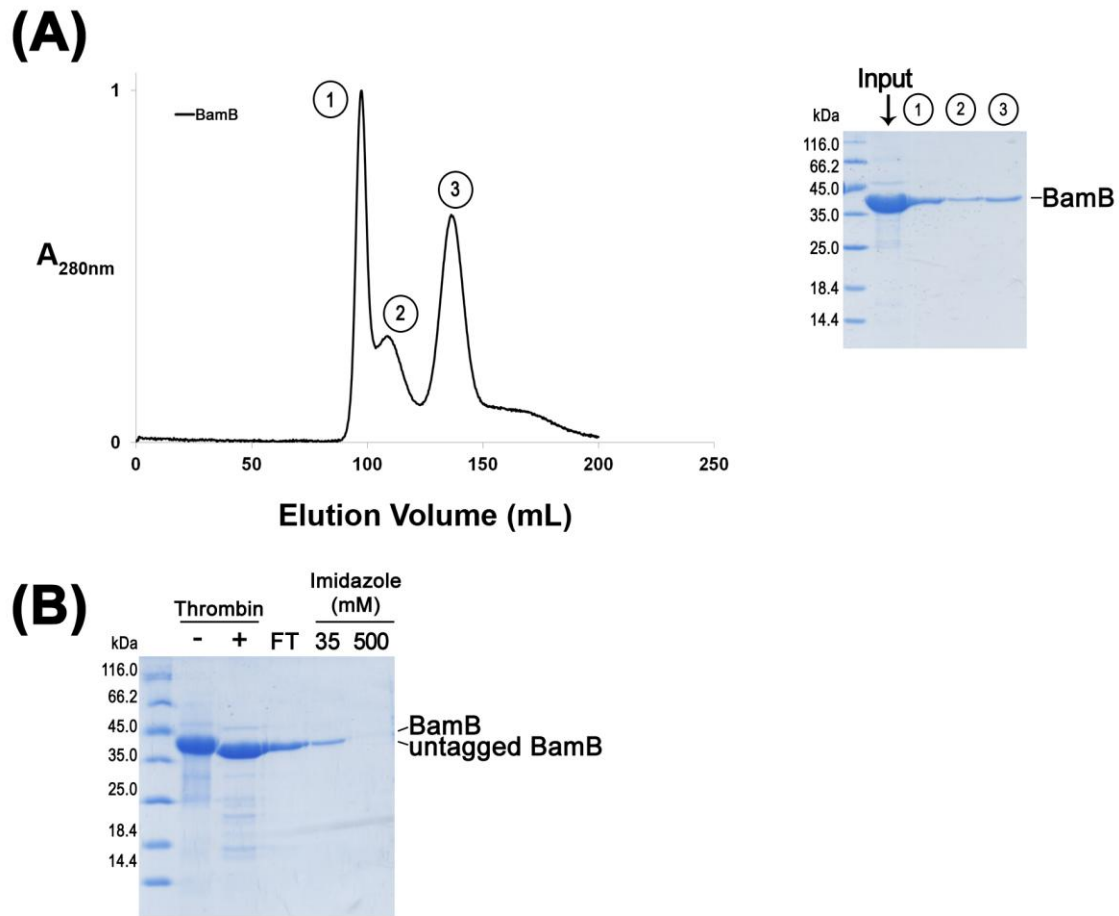 (A)
1
BamB
1
2
3
A280nm
0
0
50
100
150
200
250
Elution Volume (mL)
Input
kDa
1
2
3
116.0
66.2
45.0
35.0
25.0
18.4
14.4
BamB
(B)
Imidazole
(mM)
Thrombin
kDa
- + FT 35 500
116.0
66.2
45.0
35.0
25.0
18.4
14.4
BamB
untagged BamB